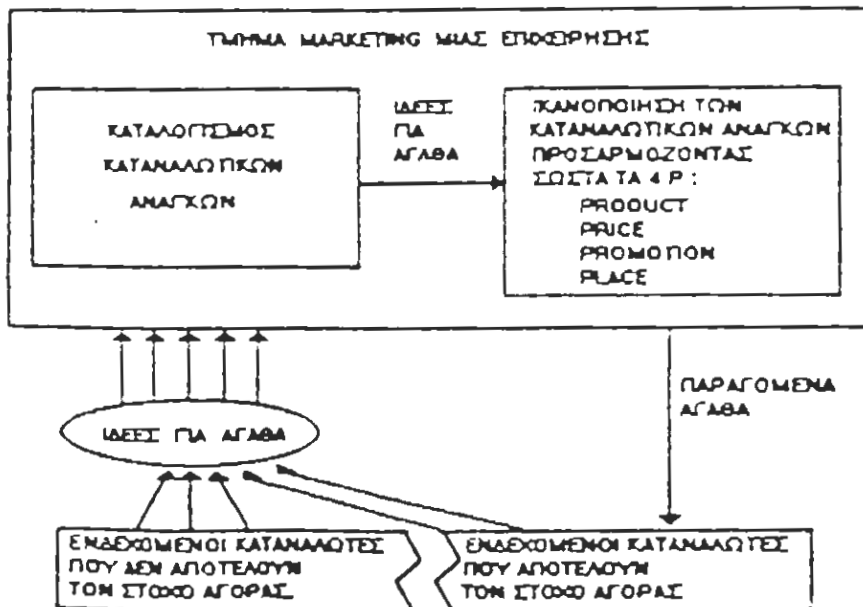 ΤΜΗΜΑ MARKETING ΜΙΑΣ ΕΠΙΧΕΙΡΗΣΗΣ
ΚΑΤΑΛΟΓΙΣΜΟΣ
ΚΑΤΑΝΑΛΩΤΙΚΩΝ
ΑΝΑΓΚΩΝ
ΙΔΕΕΣ
ΓΙΑ
ΑΓΑΘΑ
ΙΚΑΝΟΠΟΙΗΣΗ ΤΩΝ
ΚΑΤΑΝΑΛΩΤΙΚΩΝ ΑΝΑΓΚΩΝ
ΠΡΟΣΑΡΜΟΖΟΝΤΑΣ
ΣΩΣΤΑ ΤΑ 4 P :
PRODUCT
PRICE
PROMOTION
PLACE
ΠΑΡΑΓΟΜΕΝΑ
ΑΓΑΘΑ
ΙΔΕΕΣ ΓΙΑ ΑΓΑΘΑ
ΕΝΔΕΧΟΜΕΝΟΙ ΚΑΤΑΝΑΛΩΤΕΣ
ΠΟΥ ΔΕΝ ΑΠΟΤΕΛΟΥΝ
ΤΟΝ ΣΤΟΧΟ ΑΓΟΡΑΣ.
ΕΝΔΕΧΟΜΕΝΟΙ ΚΑΤΑΝΑΛΩΤΕΣ
ΠΟΥ ΑΠΟΤΕΛΟΥΝ
ΤΟΝ ΣΤΟΧΟ ΑΓΟΡΑΣ.